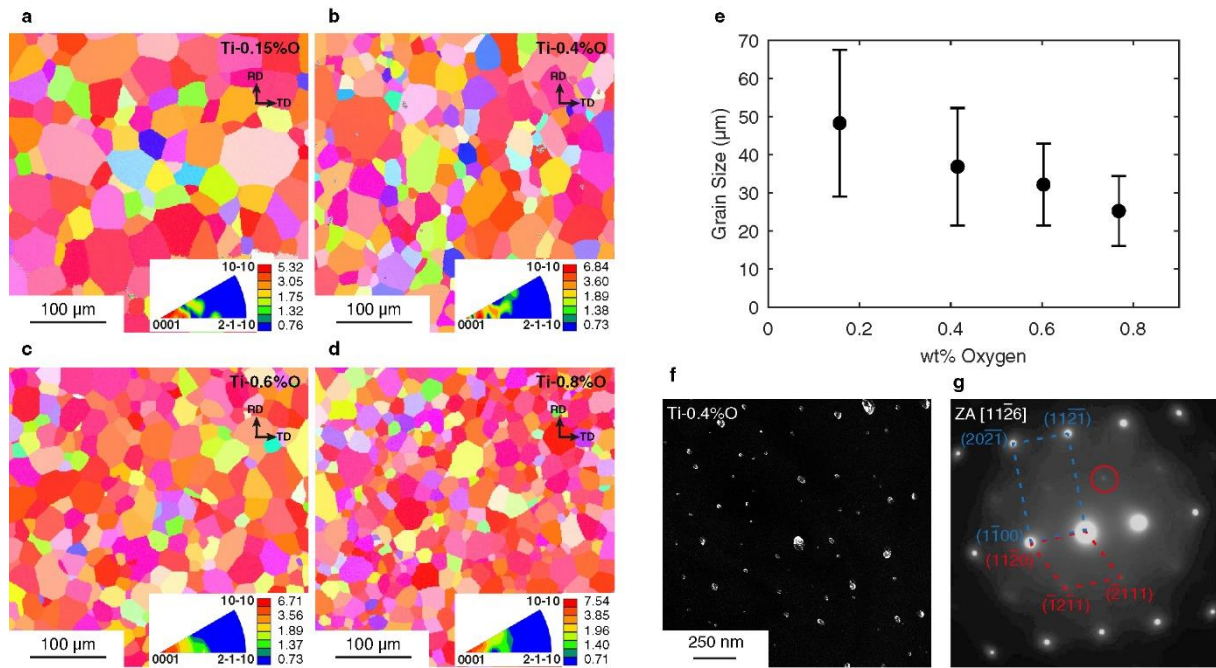 a
Ti-0.15%O
RD
TD
100 µm
10-10
0001
2-1-10
5.32
3.05
1.75
1.32
0.76
b
Ti-0.4%O
RD
TD
100 µm
10-10
0001
2-1-10
6.84
3.60
1.89
1.38
0.73
c
Ti-0.6%O
RD
TD
100 µm
10-10
0001
2-1-10
6.71
3.56
1.89
1.37
0.73
d
Ti-0.8%O
RD
TD
100 µm
10-10
0001
2-1-10
7.54
3.85
1.96
1.40
0.71
e
70
60
50
40
30
20
10
0
Grain Size (µm)
0
0.2
0.4
0.6
0.8
wt% Oxygen
f
Ti-0.4%O
250 nm
g
ZA [112̄6]
(112̄1)
(202̄1)
(11̄00)
(112̄0)
(1̄21̄1)
(2̄111)